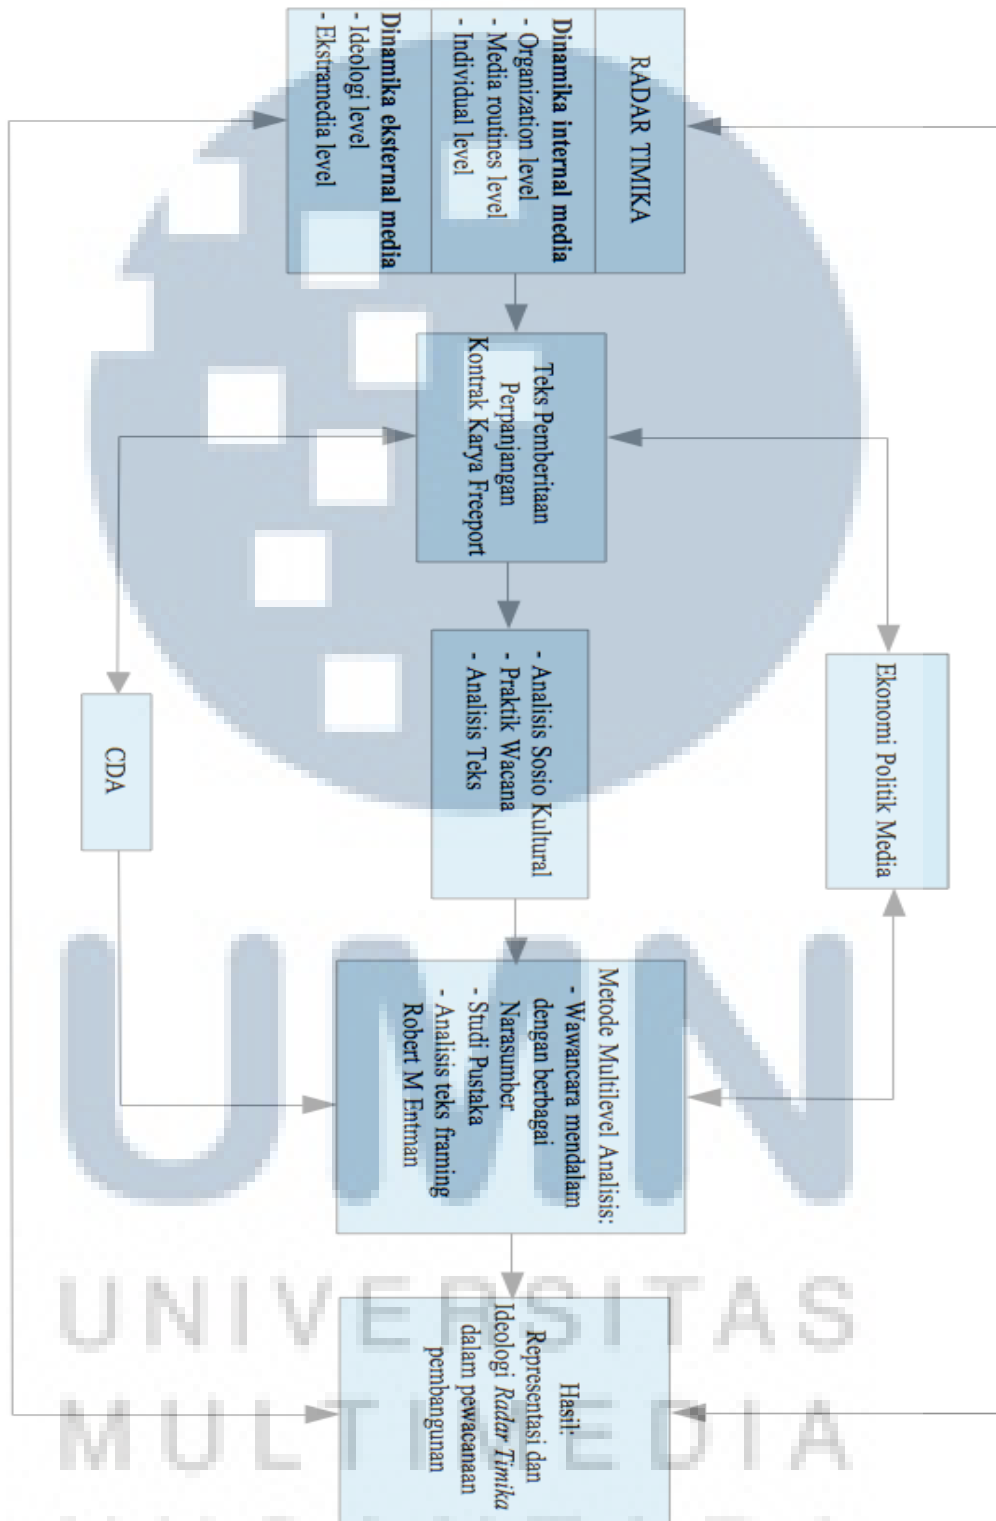 RADAR TIMIKA
Dinamika internal media
- Organization level
- Media routines level
- Individual level
Dinamika eksternal media
- Ideologi level
- Ekstramedia level
Teks Pemberitaan
Perpanjangan
Kontrak Karya Freeport
- Analisis Sosio Kultural
- Praktik Wacana
- Analisis Teks
Ekonomi Politik Media
CDA
Metode Multilevel Analisis:
- Wawancara mendalam
dengan berbagai
Narasumber
- Studi Pustaka
- Analisis teks framing
Robert M Entman
Hasil:
Representasi dan
Ideologi Radar Timika
dalam pewacanaan
pembangunan
UMN
UNIVERSITAS
MULTIMEDIA